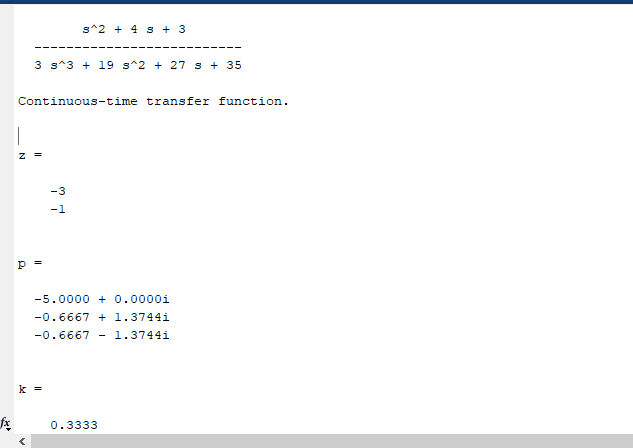 s^2 + 4 s + 3
---------------------------
3 s^3 + 19 s^2 + 27 s + 35
Continuous-time transfer function.
z =
-3
-1
p =
-5.0000 + 0.0000i
-0.6667 + 1.3744i
-0.6667 - 1.3744i
k =
fx 0.3333